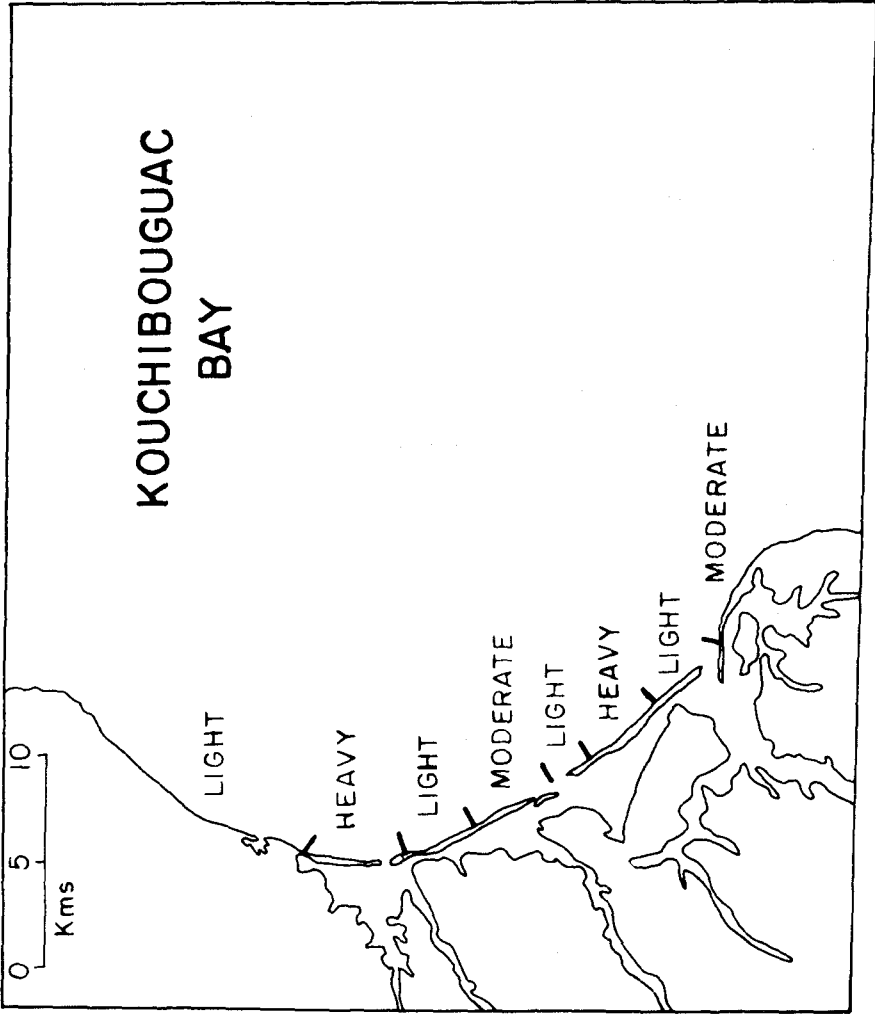 KOUCHIBOUGUAC
BAY
0 5 10
Kms
LIGHT
HEAVY
LIGHT
MODERATE
LIGHT
HEAVY
LIGHT
MODERATE